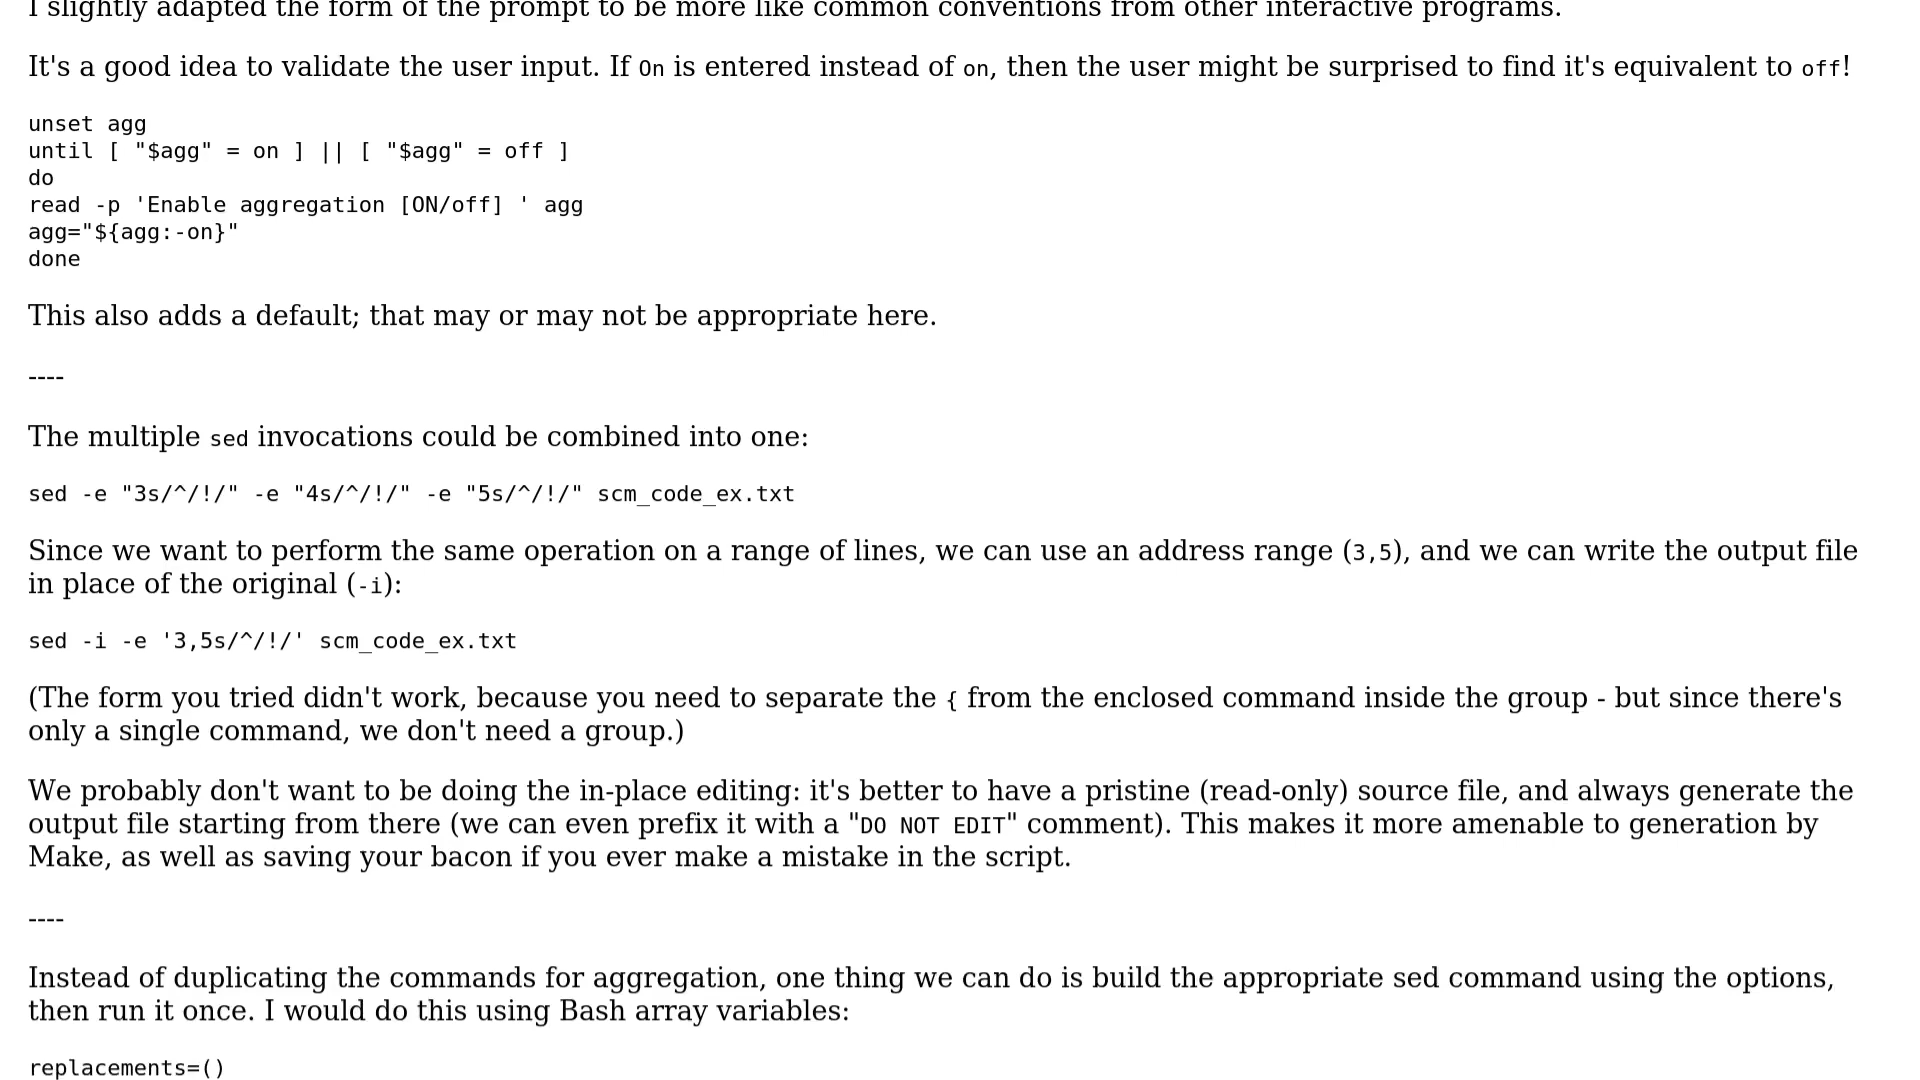 I slightly adapted the form of the prompt to be more like common conventions from other interactive programs.
It's a good idea to validate the user input. If On is entered instead of on, then the user might be surprised to find it's equivalent to off!
unset agg
until [ "$agg" = on ] || [ "$agg" = off ]
do
read -p 'Enable aggregation [ON/off] ' agg
agg="${agg:-on}"
done
This also adds a default; that may or may not be appropriate here.
----
The multiple sed invocations could be combined into one:
sed -e "3s/^/!/" -e "4s/^/!/" -e "5s/^/!/" scm_code_ex.txt
Since we want to perform the same operation on a range of lines, we can use an address range (3,5), and we can write the output file
in place of the original (-i):
sed -i -e '3,5s/^/!/' scm_code_ex.txt
(The form you tried didn't work, because you need to separate the { from the enclosed command inside the group - but since there's
only a single command, we don't need a group.)
We probably don't want to be doing the in-place editing: it's better to have a pristine (read-only) source file, and always generate the
output file starting from there (we can even prefix it with a "DO NOT EDIT" comment). This makes it more amenable to generation by
Make, as well as saving your bacon if you ever make a mistake in the script.
----
Instead of duplicating the commands for aggregation, one thing we can do is build the appropriate sed command using the options,
then run it once. I would do this using Bash array variables:
replacements=()